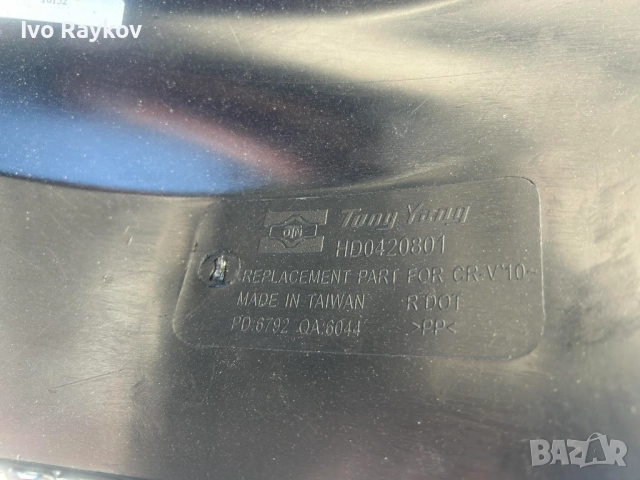 10152
Ivo Raykov
Tong Yang
HD0420801
REPLACEMENT PART FOR CR-V'10-
MADE IN TAIWAN R DOT
PD:6792 QA:6044 >PP<
BAZAR